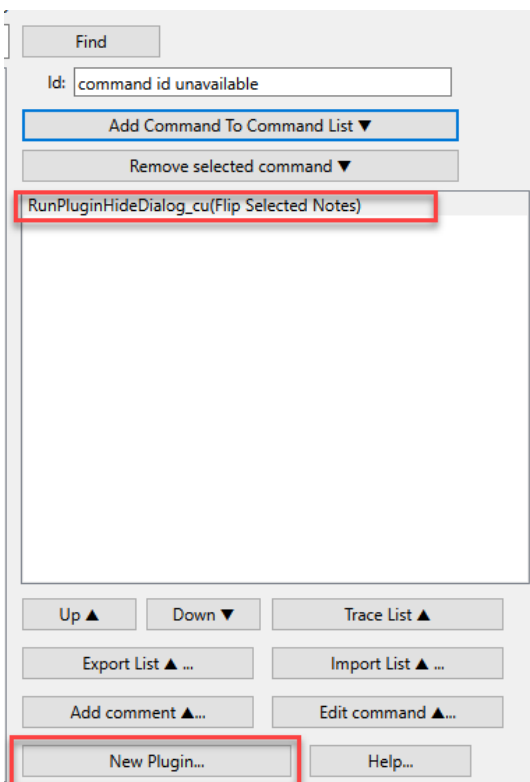 Find
Id: command id unavailable
Add Command To Command List ▼
Remove selected command ▼
RunPluginHideDialog_cu(Flip Selected Notes)
Up ▲ Down ▼ Trace List ▲
Export List ▲ ... Import List ▲ ...
Add comment ▲... Edit command ▲...
New Plugin... Help...